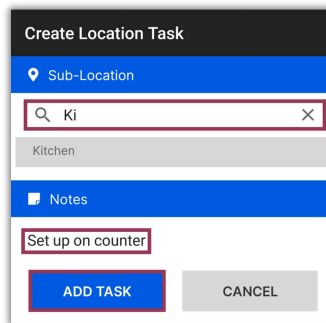 Create Location Task
Sub-Location
Ki
Kitchen
Notes
Set up on counter
ADD TASK
CANCEL